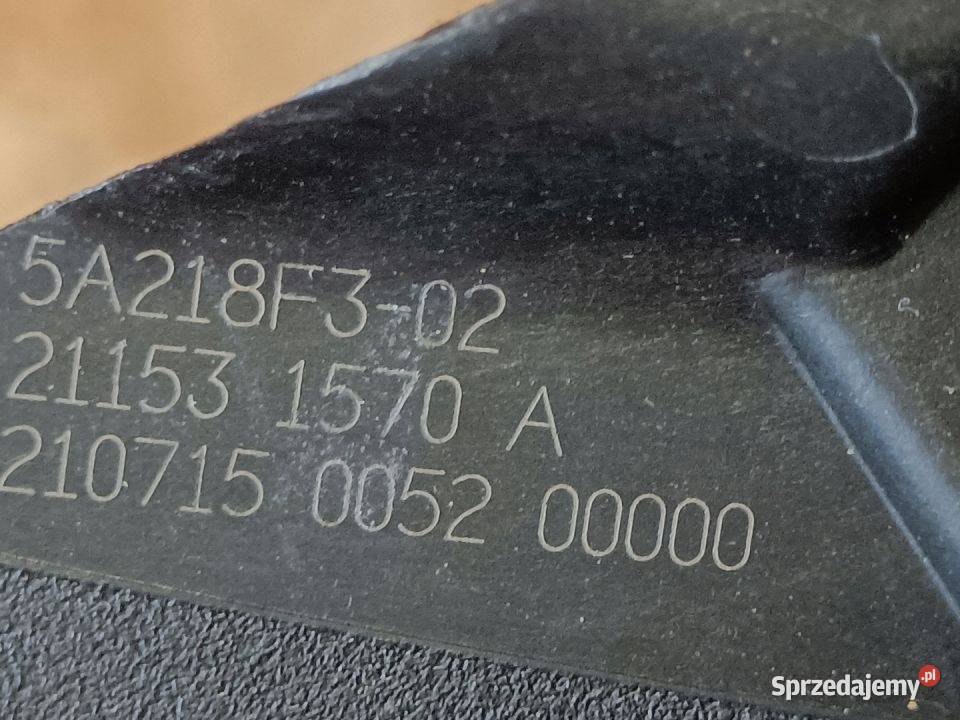 5A218F3-02
21153 1570 A
210715 0052 00000
Sprzedajemy.pl